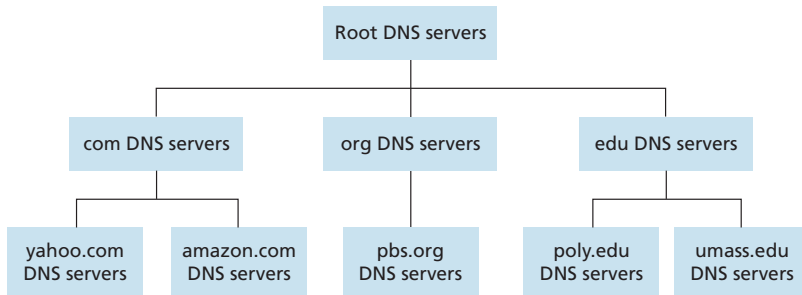 Root DNS servers
com DNS servers
org DNS servers
edu DNS servers
yahoo.com
DNS servers
amazon.com
DNS servers
pbs.org
DNS servers
poly.edu
DNS servers
umass.edu
DNS servers